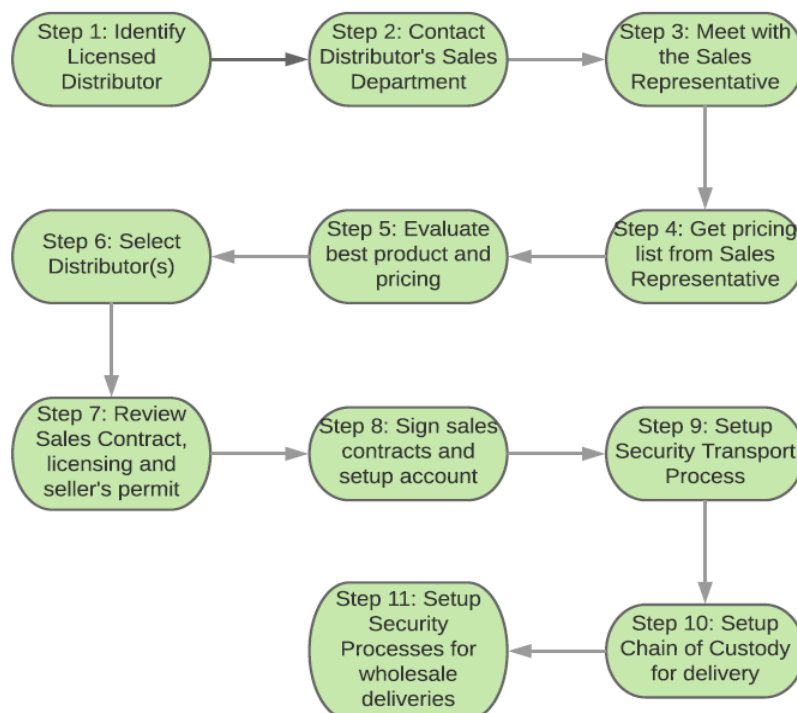 Step 1: Identify
Licensed
Distributor
Step 2: Contact
Distributor's Sales
Department
Step 3: Meet with
the Sales
Representative
Step 4: Get pricing
list from Sales
Representative
Step 5: Evaluate
best product and
pricing
Step 6: Select
Distributor(s)
Step 7: Review
Sales Contract,
licensing and
seller's permit
Step 8: Sign sales
contracts and
setup account
Step 9: Setup
Security Transport
Process
Step 10: Setup
Chain of Custody
for delivery
Step 11: Setup
Security
Processes for
wholesale
deliveries